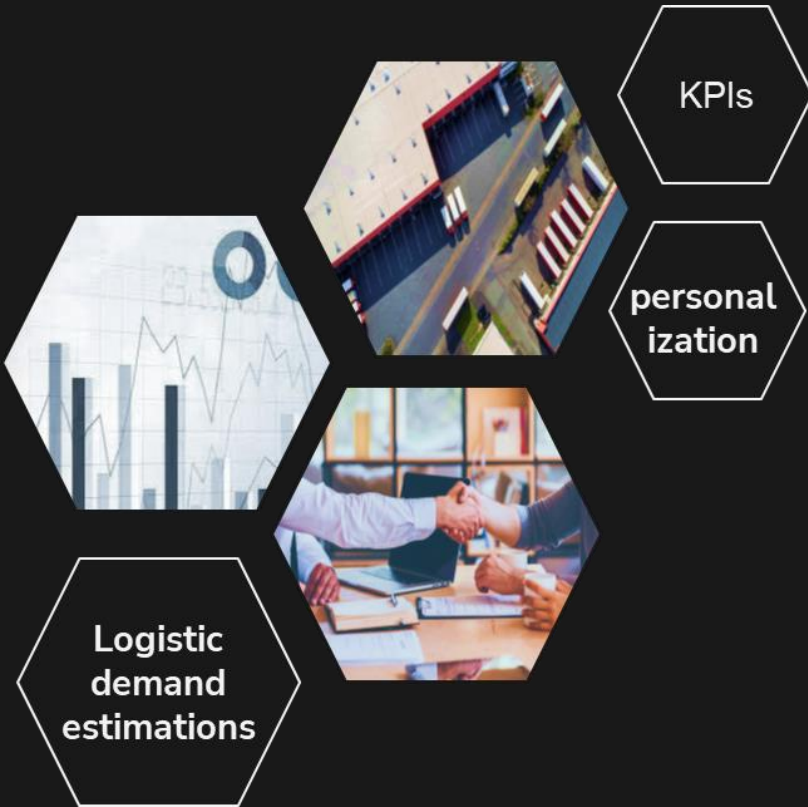 KPIs
personal
ization
Logistic
demand
estimations